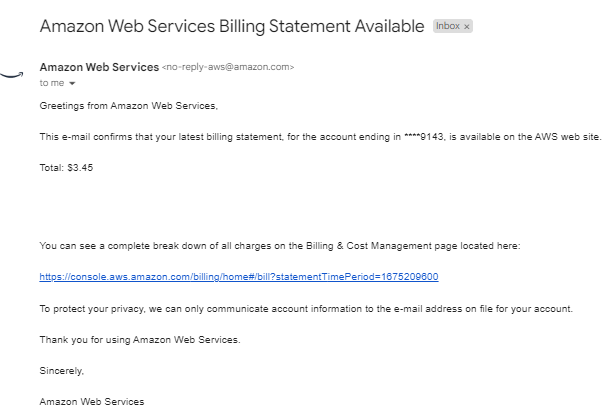 Amazon Web Services Billing Statement Available Inbox x
Amazon Web Services <no-reply-aws@amazon.com>
to me
Greetings from Amazon Web Services,
This e-mail confirms that your latest billing statement, for the account ending in ****9143, is available on the AWS web site.
Total: $3.45
You can see a complete break down of all charges on the Billing & Cost Management page located here:
https://console.aws.amazon.com/billing/home#/bill?statementTimePeriod=1675209600
To protect your privacy, we can only communicate account information to the e-mail address on file for your account.
Thank you for using Amazon Web Services.
Sincerely,
Amazon Web Services